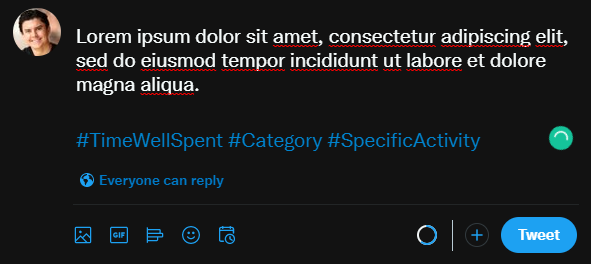 Lorem ipsum dolor sit amet, consectetur adipiscing elit,
sed do eiusmod tempor incididunt ut labore et dolore
magna aliqua.
#TimeWellSpent #Category #SpecificActivity
Everyone can reply
GIF
Tweet